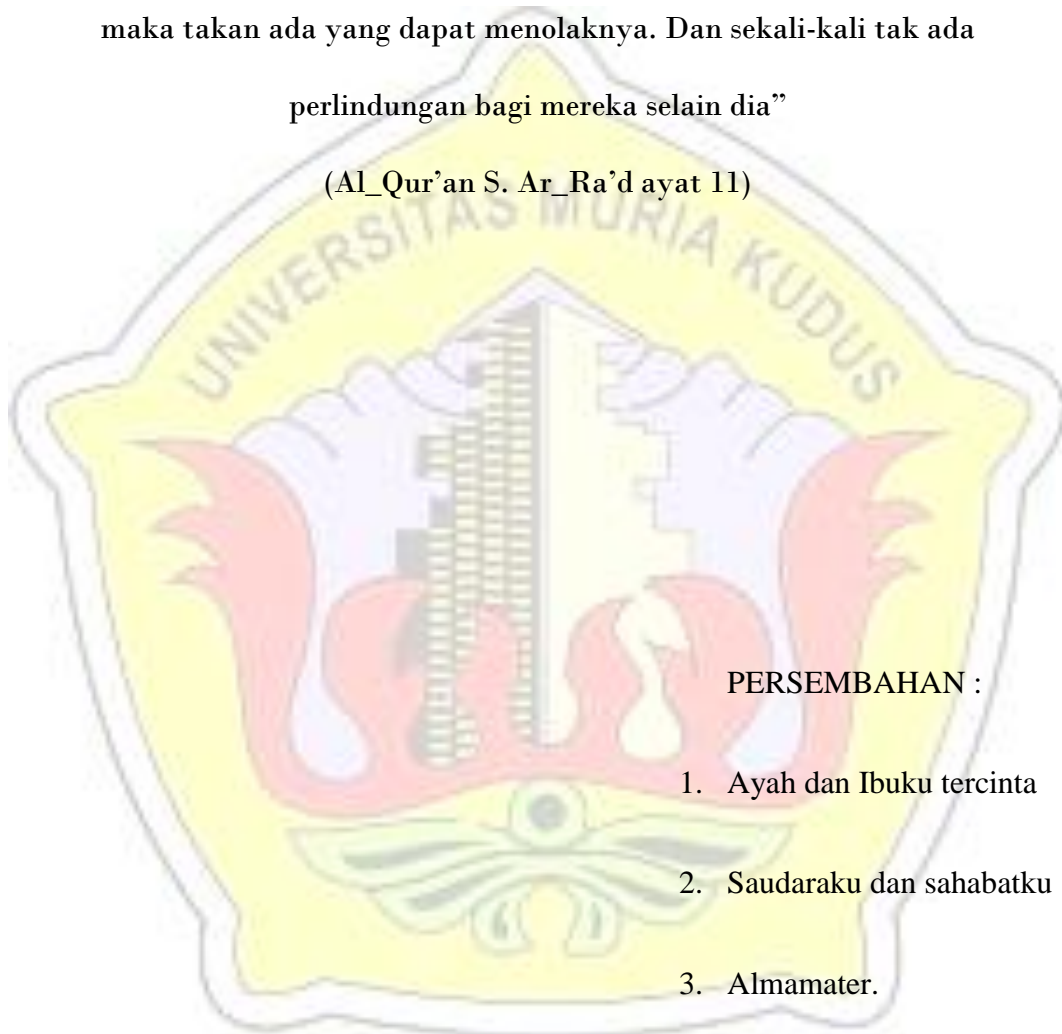 maka takan ada yang dapat menolaknya. Dan sekali-kali tak ada
perlindungan bagi mereka selain dia”
(Al_Qur’an S. Ar_Ra’d ayat 11)
UNIVERSITAS MURIA KUDUS
PERSEMBAHAN :
1. Ayah dan Ibuku tercinta
2. Saudaraku dan sahabatku
3. Almamater.